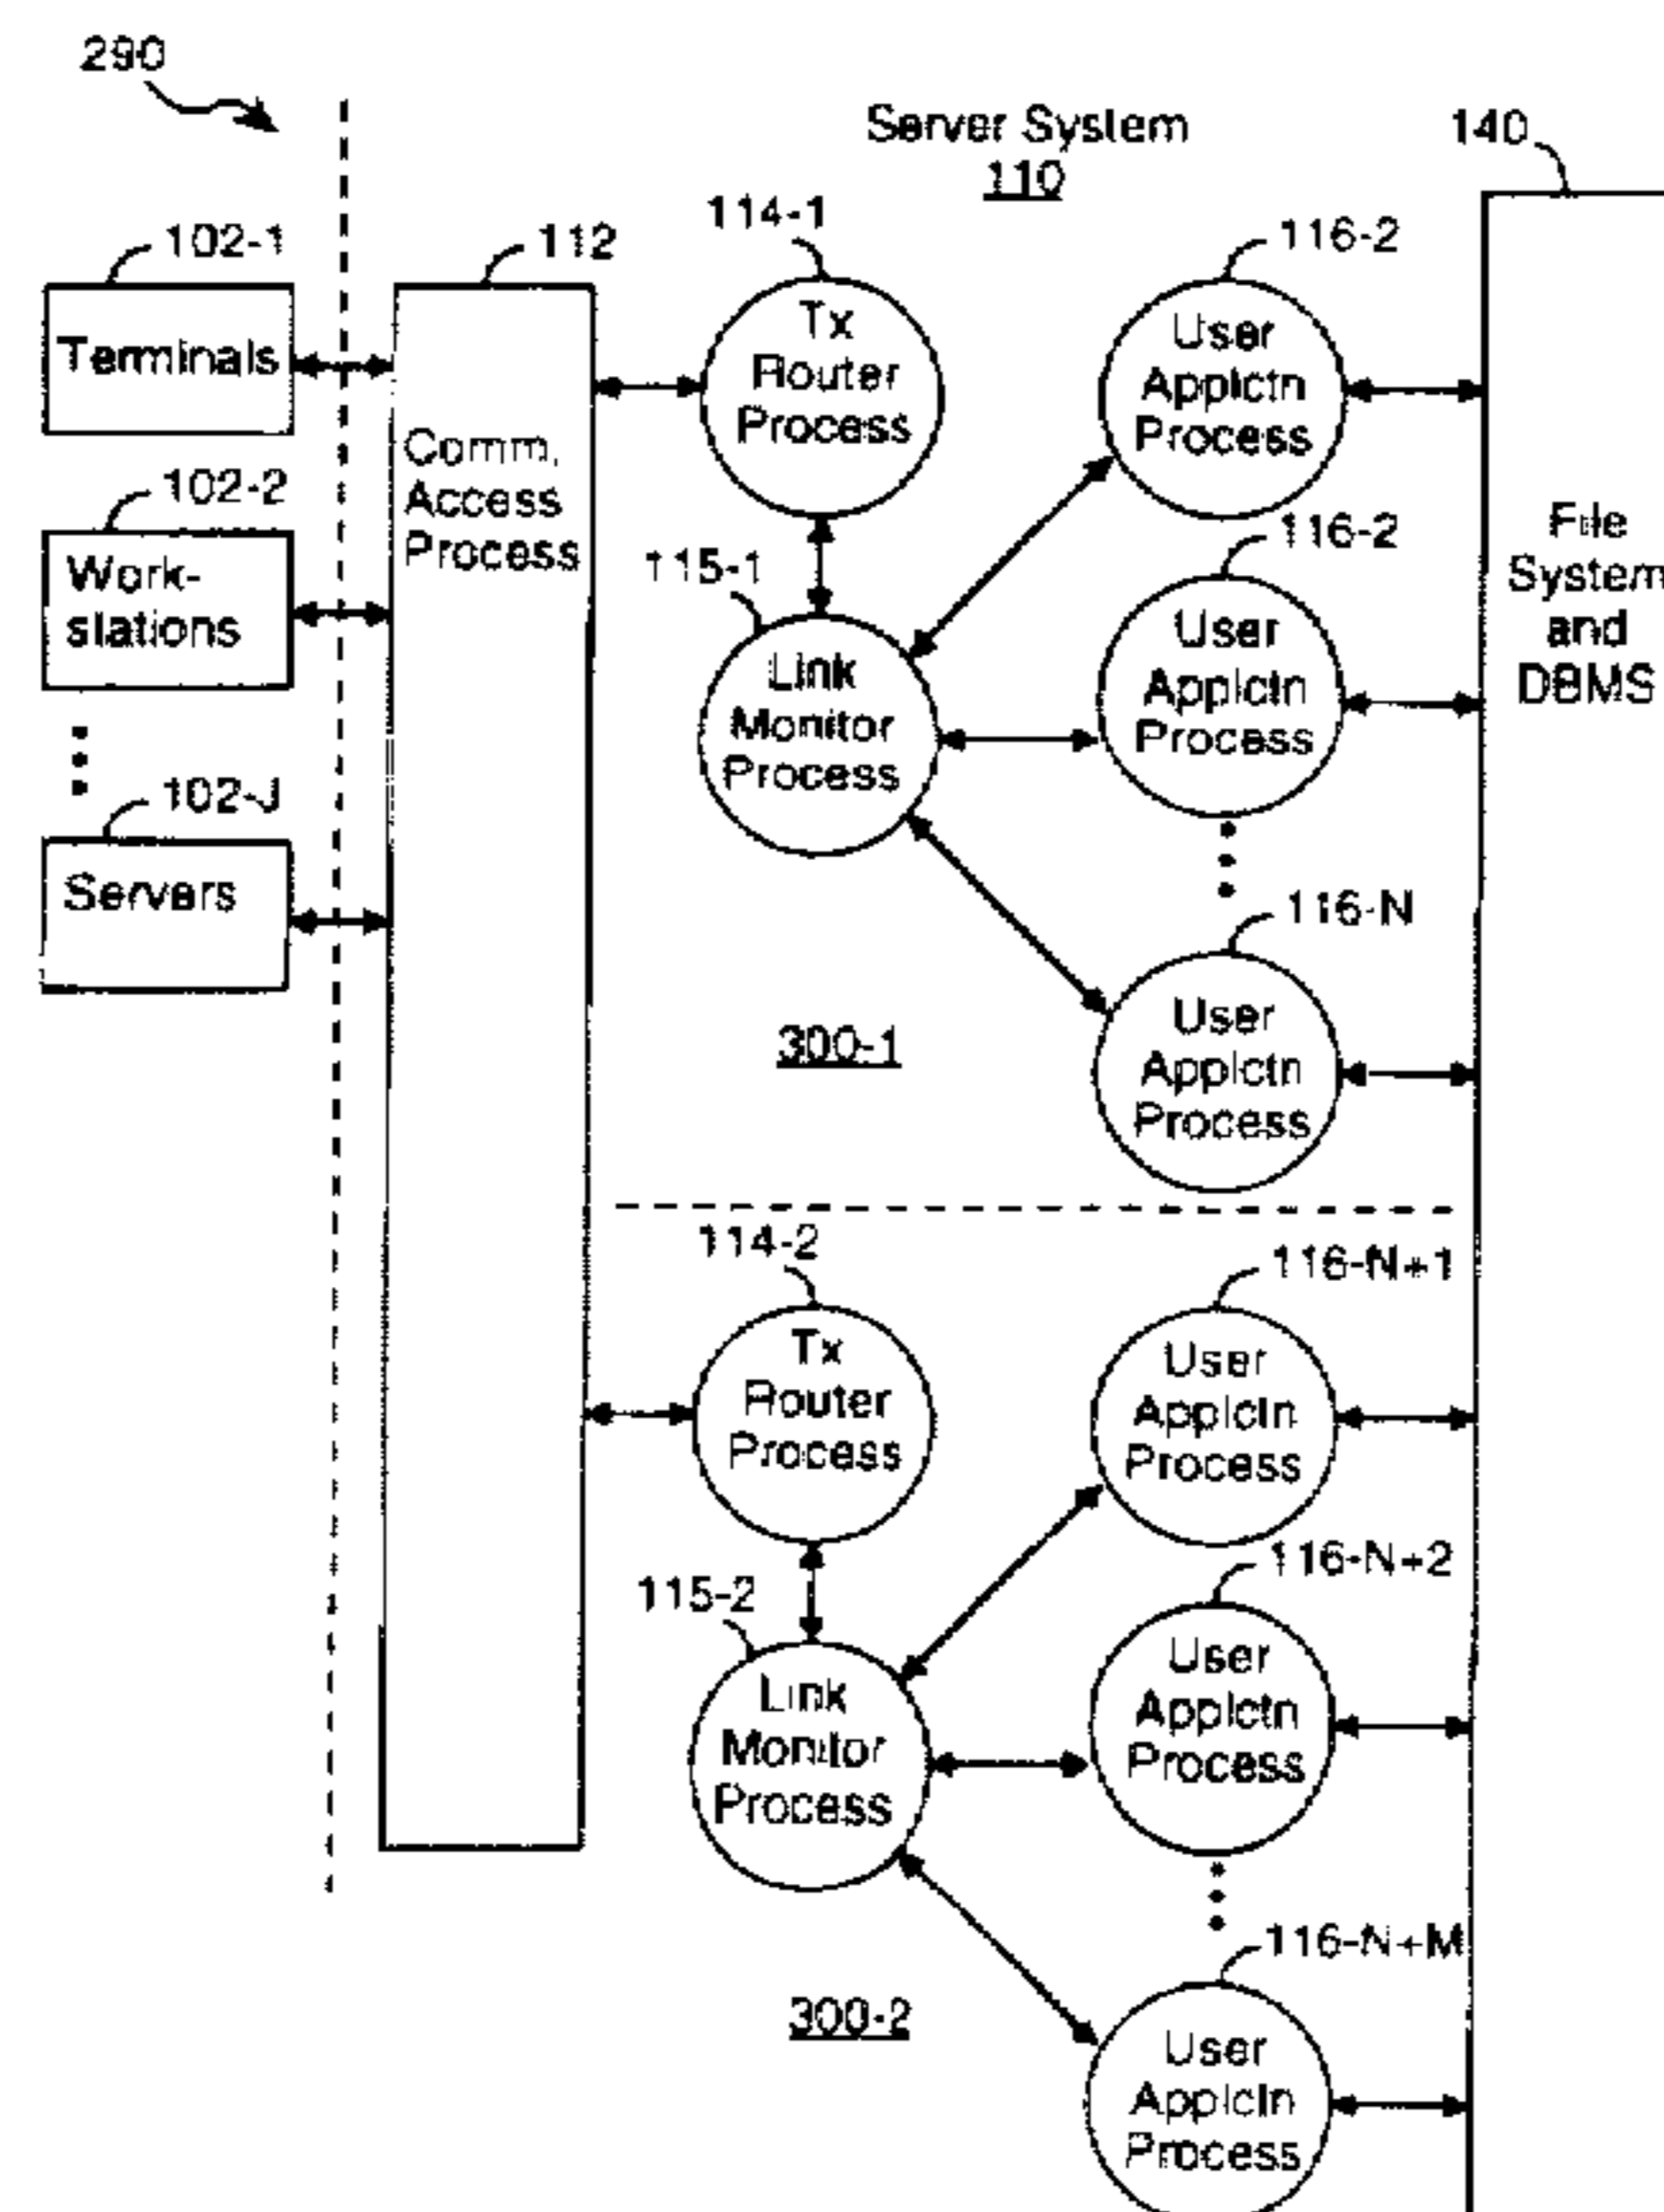 290
Server System
110
140
102-1
112
114-1
116-2
Terminals
Tx
Router
Process
User
Applctn
Process
Comm.
Access
Process
102-2
Work-
stations
115-1
116-2
File
System
and
DBMS
Link
Monitor
Process
User
Applctn
Process
102-J
Servers
116-N
User
Applctn
Process
300-1
114-2
116-N+1
Tx
Router
Process
User
Applctn
Process
115-2
116-N+2
Link
Monitor
Process
User
Applctn
Process
116-N+M
300-2
User
Applctn
Process